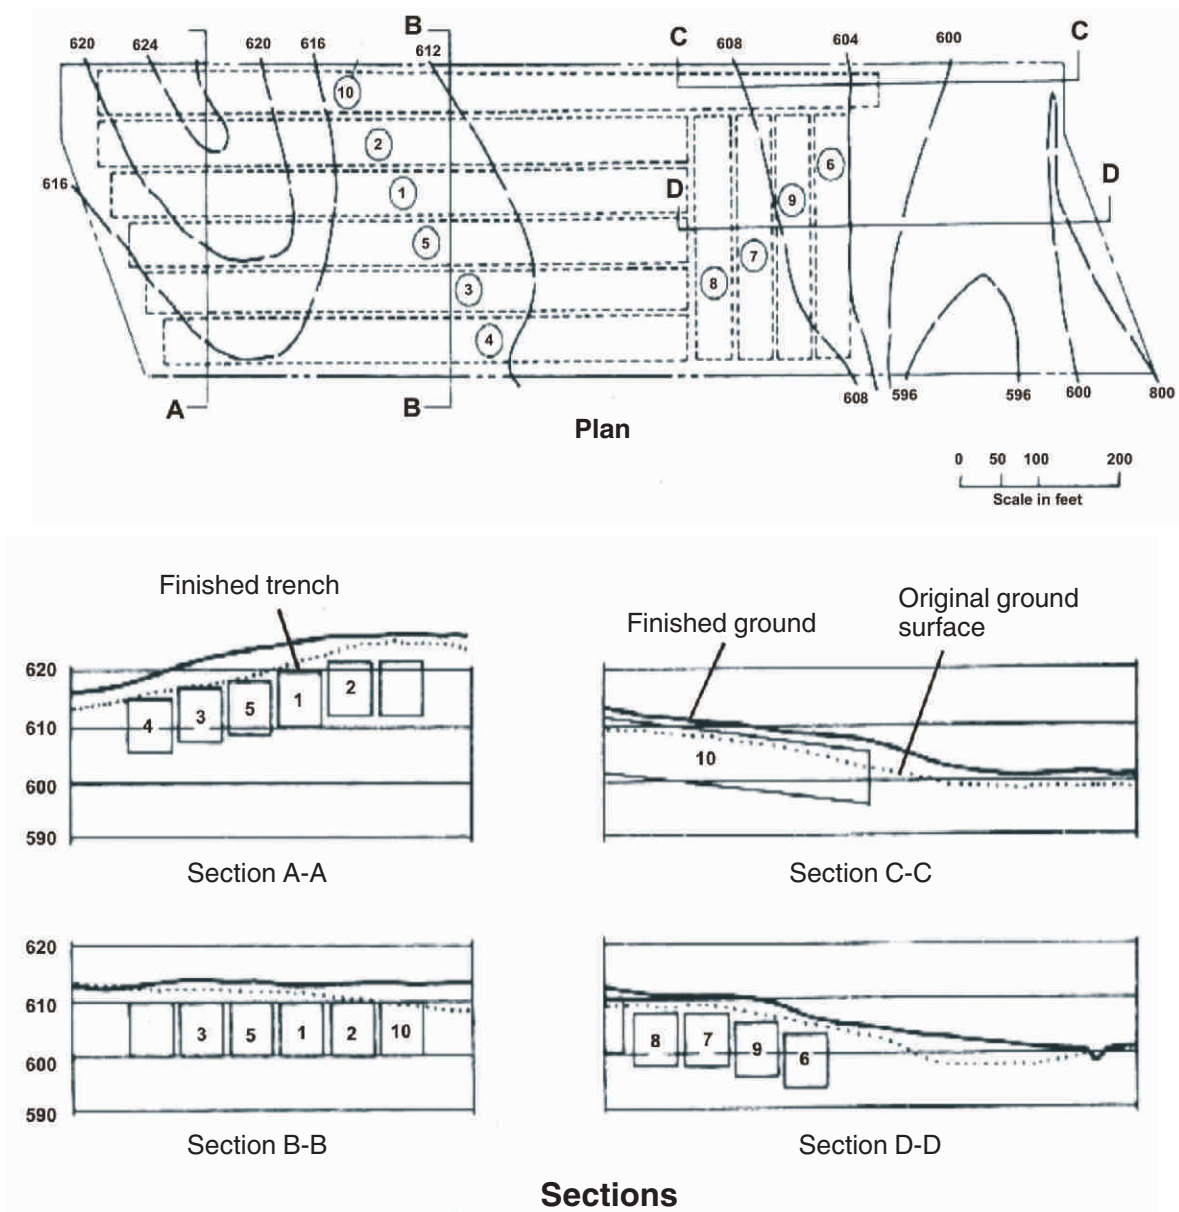 B
C
C
620
624
620
616
612
608
604
600
10
2
6
1
616
D
D
9
5
7
8
3
4
A
B
608
596
596
600
800
Plan
0 50 100 200
Scale in feet
Finished trench
Original ground
surface
Finished ground
620
610
600
590
4
3
5
1
2
10
Section A-A
Section C-C
620
610
600
590
3
5
1
2
10
8
7
9
6
Section B-B
Section D-D
Sections